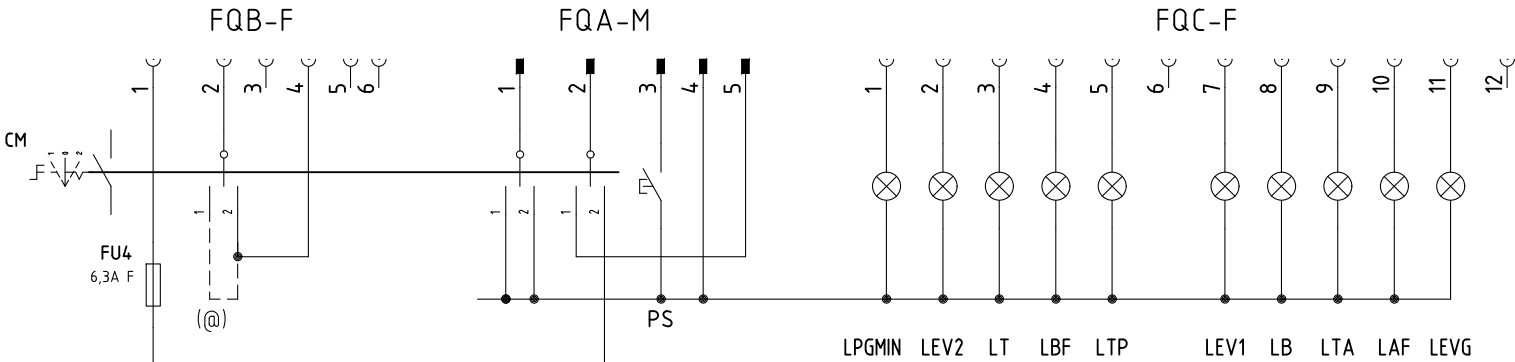 FQB-F FQA-M FQC-F
1 2 3 4 5 6 1 2 3 4 5 1 2 3 4 5 6 7 8 9 10 11 12
CM
1 0 2
1 2 1 2 1 2
FU4
6,3A F
(@) PS
LPGMIN LEV2 LT LBF LTP LEV1 LB LTA LAF LEVG